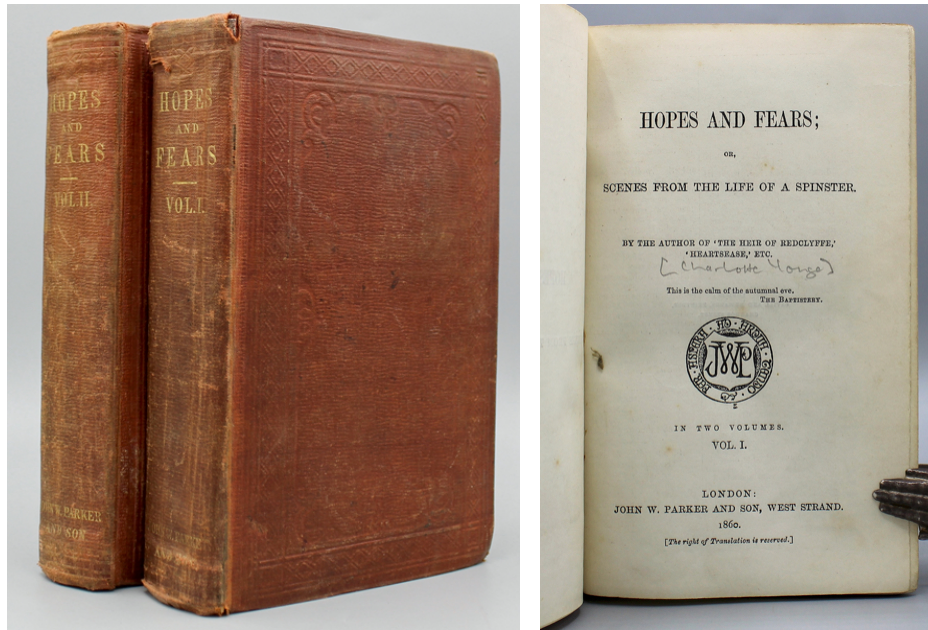 HOPES
AND
FEARS
VOL. II.
HOPES
AND
FEARS
VOL. I.
PARKER
AND SON
HOPES AND FEARS;
OR,
SCENES FROM THE LIFE OF A SPINSTER.
BY THE AUTHOR OF 'THE HEIR OF REDCLYFFE,'
'HEARTSEASE,' ETC.
[Charlotte Yonge]
This is the calm of the autumnal eve.
THE BAPTISTERY.
JWP
IN TWO VOLUMES.
VOL. I.
LONDON:
JOHN W. PARKER AND SON, WEST STRAND.
1860.
[The right of Translation is reserved.]